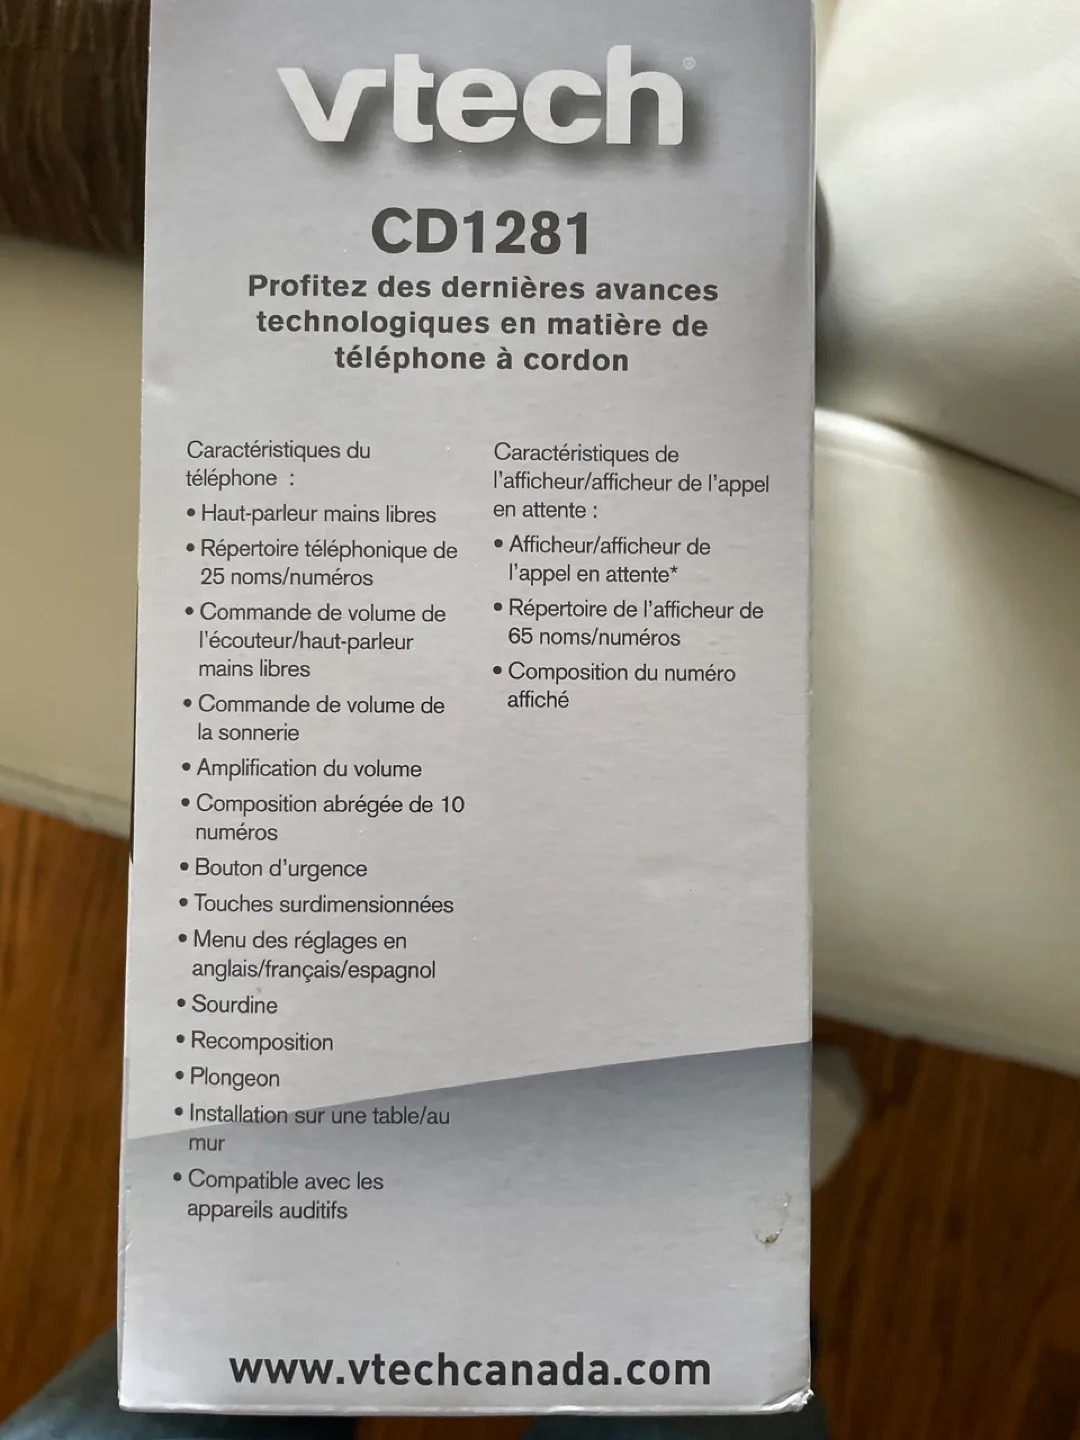 vtech®
CD1281
Profitez des dernières avances
technologiques en matière de
téléphone à cordon
Caractéristiques du
téléphone :
• Haut-parleur mains libres
• Répertoire téléphonique de
25 noms/numéros
• Commande de volume de
l'écouteur/haut-parleur
mains libres
• Commande de volume de
la sonnerie
• Amplification du volume
• Composition abrégée de 10
numéros
• Bouton d'urgence
• Touches surdimensionnées
• Menu des réglages en
anglais/français/espagnol
• Sourdine
• Recomposition
• Plongeon
• Installation sur une table/au
mur
• Compatible avec les
appareils auditifs
Caractéristiques de
l'afficheur/afficheur de l'appel
en attente :
• Afficheur/afficheur de
l'appel en attente*
• Répertoire de l'afficheur de
65 noms/numéros
• Composition du numéro
affiché
www.vtechcanada.com